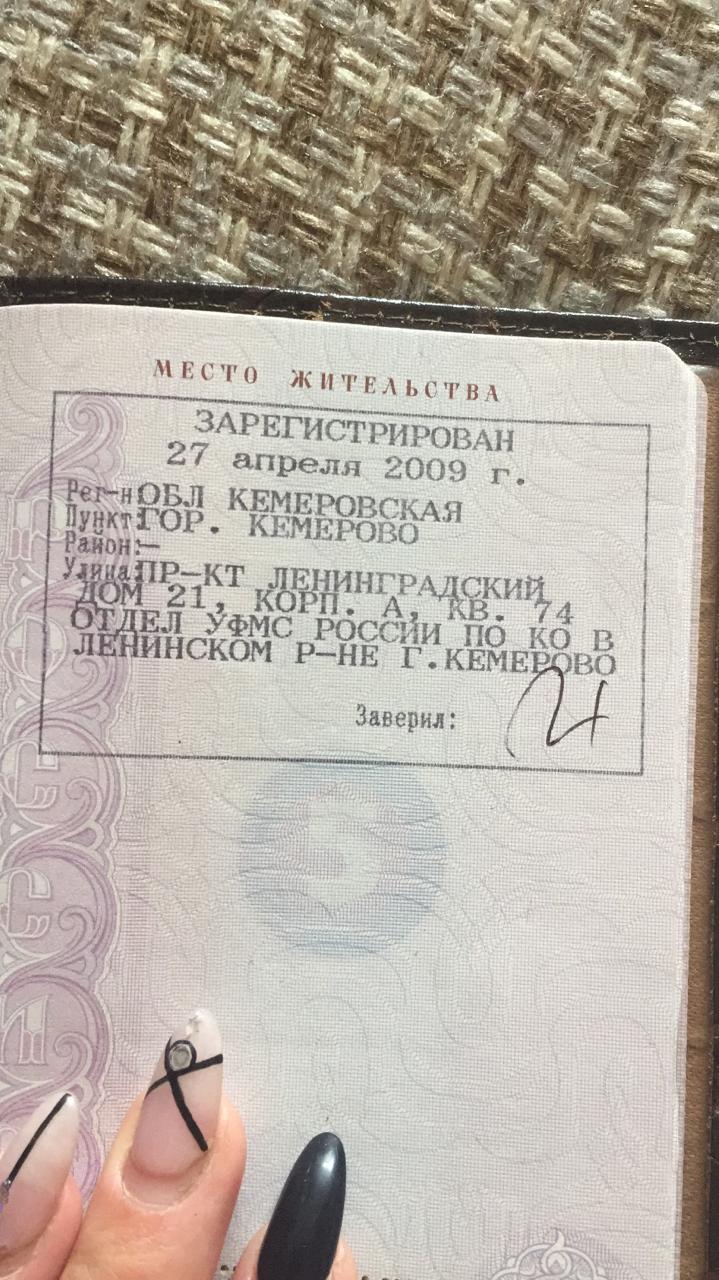 МЕСТО ЖИТЕЛЬСТВА
ЗАРЕГИСТРИРОВАН
27 апреля 2009 г.
Рег-н ОБЛ КЕМЕРОВСКАЯ
Пункт: ГОР. КЕМЕРОВО
Район:—
Улица: ПР-КТ ЛЕНИНГРАДСКИЙ
ДОМ 21, КОРП. А, КВ. 74
ОТДЕЛ УФМС РОССИИ ПО КО В
ЛЕНИНСКОМ Р-НЕ Г.КЕМЕРОВО
Заверил: